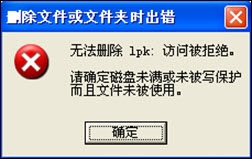 删除文件或文件夹时出错
无法删除 lpk: 访问被拒绝。
请确定磁盘未满或未被写保护
而且文件未被使用。
确定